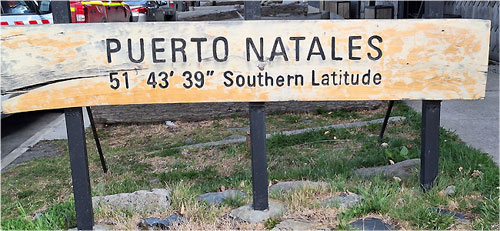 PUERTO NATALES
51 43' 39" Southern Latitude